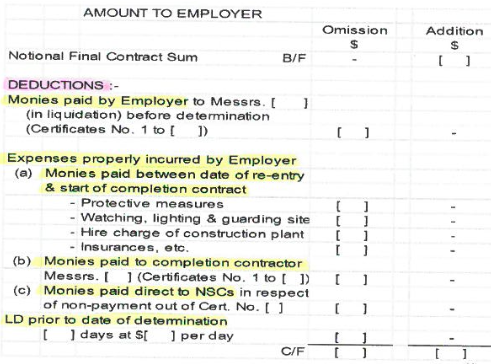 AMOUNT TO EMPLOYER
Omission Addition
$ $
Notional Final Contract Sum B/F - [ ]
DEDUCTIONS :-
Monies paid by Employer to Messrs. [ ]
(in liquidation) before determination
(Certificates No. 1 to [ ]) [ ] -
Expenses properly incurred by Employer
(a) Monies paid between date of re-entry
& start of completion contract
- Protective measures [ ] -
- Watching, lighting & guarding site [ ] -
- Hire charge of construction plant [ ] -
- Insurances, etc. [ ] -
(b) Monies paid to completion contractor
Messrs. [ ] (Certificates No. 1 to [ ]) [ ] -
(c) Monies paid direct to NSCs in respect
of non-payment out of Cert. No. [ ] [ ] -
LD prior to date of determination
[ ] days at $[ ] per day [ ] -
C/F [ ] [ ]